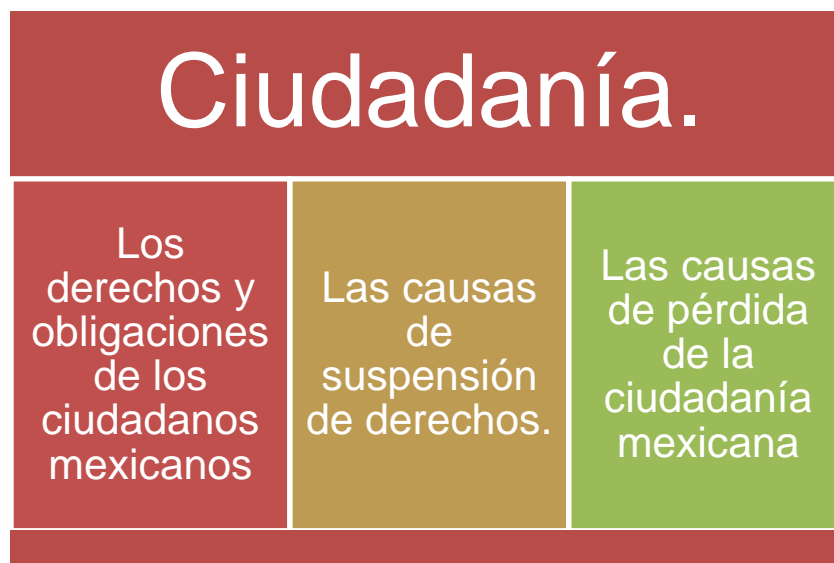 Ciudadanía.
Los
derechos y
obligaciones
de los
ciudadanos
mexicanos
Las causas
de
suspensión
de derechos.
Las causas
de pérdida
de la
ciudadanía
mexicana